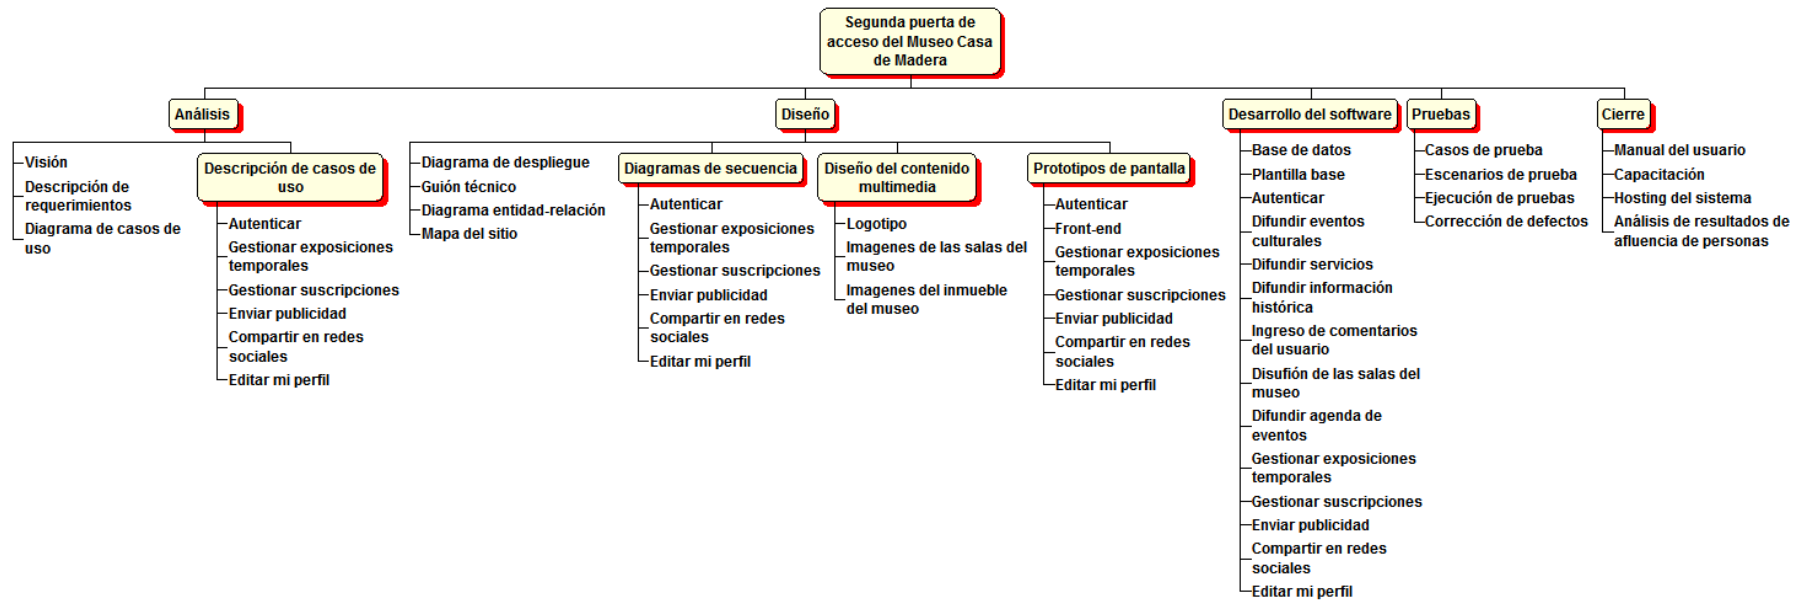 Segunda puerta de
acceso del Museo Casa
de Madera
Análisis
Visión
Descripción de
requerimientos
Diagrama de casos de
uso
Descripción de casos de
uso
Autenticar
Gestionar exposiciones
temporales
Gestionar suscripciones
Enviar publicidad
Compartir en redes
sociales
Editar mi perfil
Diseño
Diagrama de despliegue
Guión técnico
Diagrama entidad-relación
Mapa del sitio
Diagramas de secuencia
Autenticar
Gestionar exposiciones
temporales
Gestionar suscripciones
Enviar publicidad
Compartir en redes
sociales
Editar mi perfil
Diseño del contenido
multimedia
Logotipo
Imagenes de las salas del
museo
Imagenes del inmueble
del museo
Prototipos de pantalla
Autenticar
Front-end
Gestionar exposiciones
temporales
Gestionar suscripciones
Enviar publicidad
Compartir en redes
sociales
Editar mi perfil
Desarrollo del software
Base de datos
Plantilla base
Autenticar
Difundir eventos
culturales
Difundir servicios
Difundir información
histórica
Ingreso de comentarios
del usuario
Disufión de las salas del
museo
Difundir agenda de
eventos
Gestionar exposiciones
temporales
Gestionar suscripciones
Enviar publicidad
Compartir en redes
sociales
Editar mi perfil
Pruebas
Casos de prueba
Escenarios de prueba
Ejecución de pruebas
Corrección de defectos
Cierre
Manual del usuario
Capacitación
Hosting del sistema
Análisis de resultados de
afluencia de personas